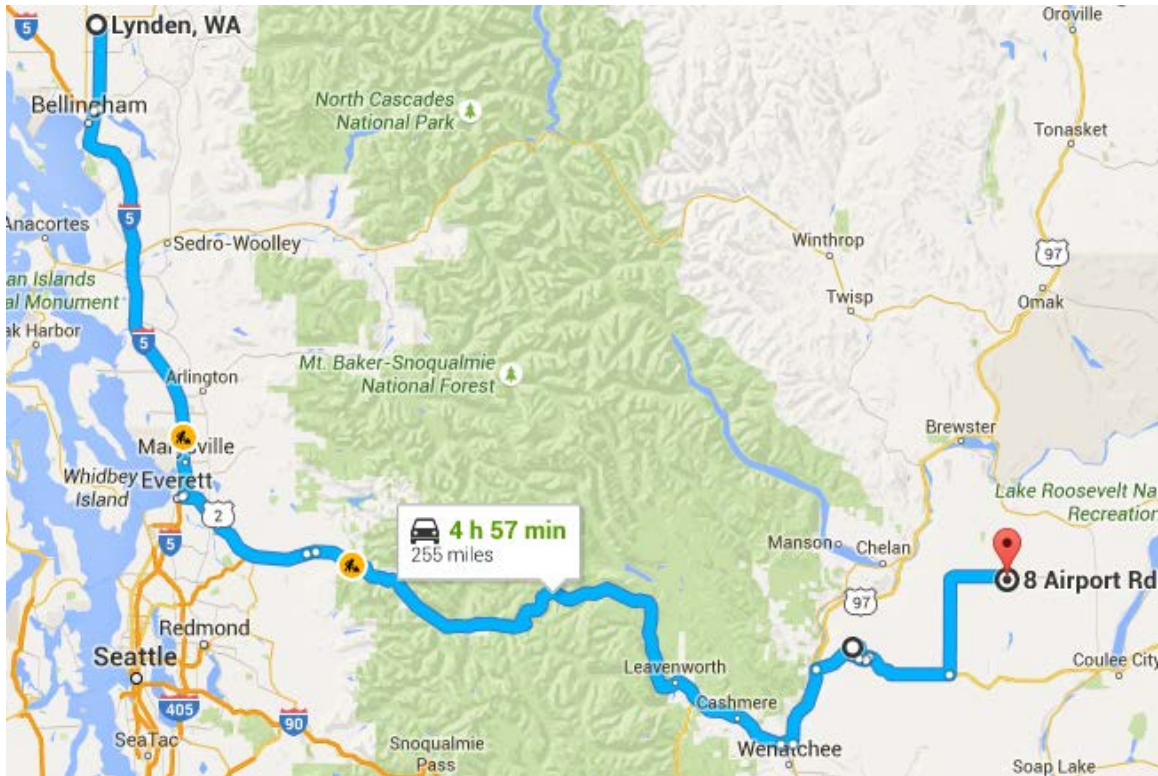 5
Lynden, WA
Oroville
Bellingham
North Cascades
National Park
Tonasket
5
Anacortes
Sedro-Woolley
Winthrop
97
an Islands
al Monument
Twisp
Omak
ak Harbor
5
Mt. Baker-Snoqualmie
National Forest
Arlington
Brewster
Everett
Whidbey
Island
2
Lake Roosevelt Na
Recreation
4 h 57 min
255 miles
5
Manson
Chelan
8 Airport Rd
97
Redmond
Seattle
Leavenworth
Coulee City
405
90
Cashmere
SeaTac
Snoqualmie
Pass
Wenatchee
Soap Lake